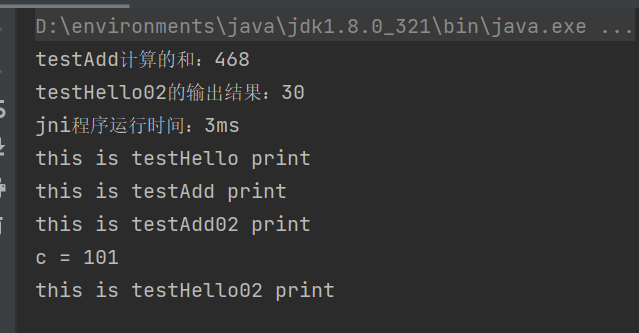 D:\environments\java\jdk1.8.0_321\bin\java.exe ...
testAdd计算的和：468
testHello02的输出结果：30
jni程序运行时间：3ms
this is testHello print
this is testAdd print
this is testAdd02 print
c = 101
this is testHello02 print